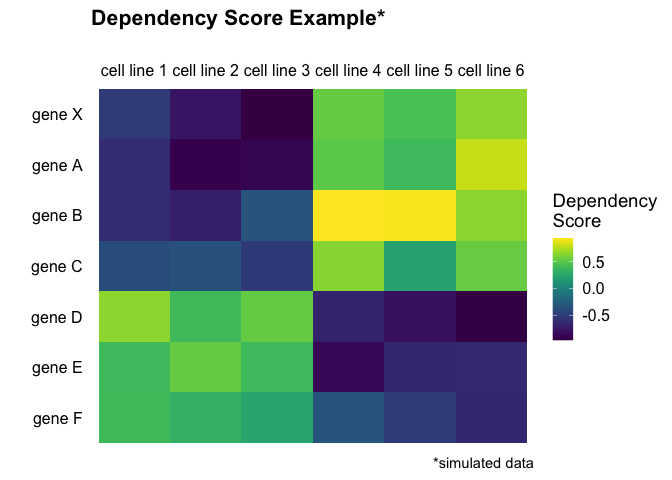 Dependency Score Example*
cell line 1 cell line 2 cell line 3 cell line 4 cell line 5 cell line 6
gene X
gene A
gene B
gene C
gene D
gene E
gene F
Dependency
Score
0.5
0.0
-0.5
*simulated data